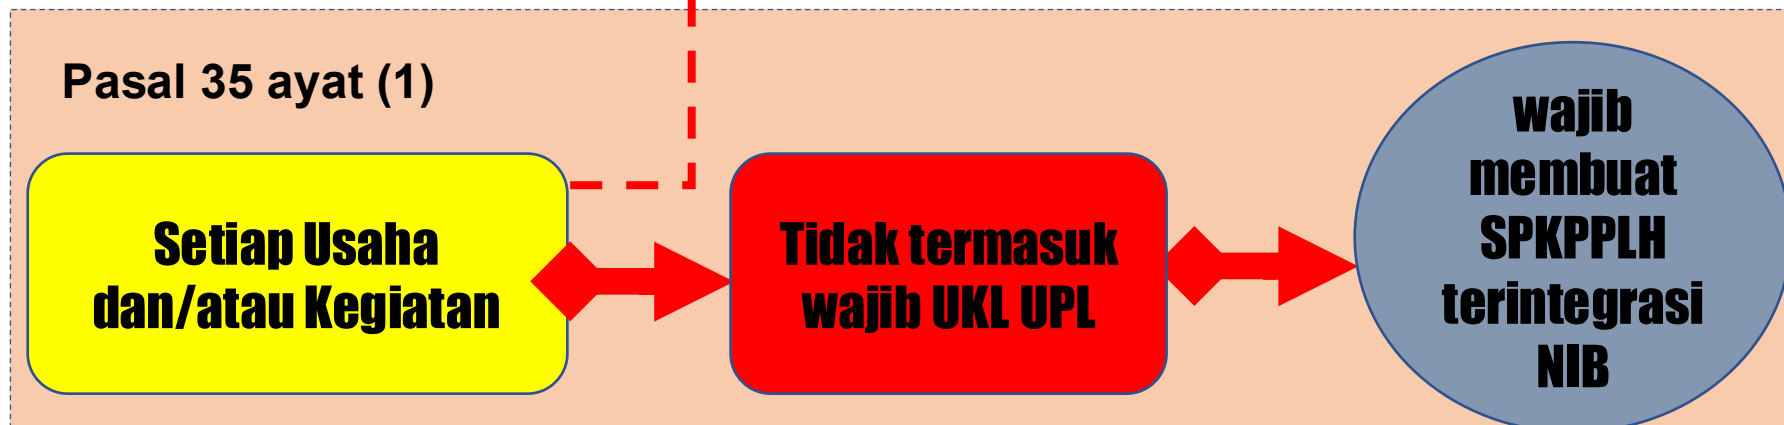 Pasal 35 ayat (1)
Setiap Usaha
dan/atau Kegiatan
Tidak termasuk
wajib UKL UPL
wajib
membuat
SPKPPLH
terintegrasi
NIB